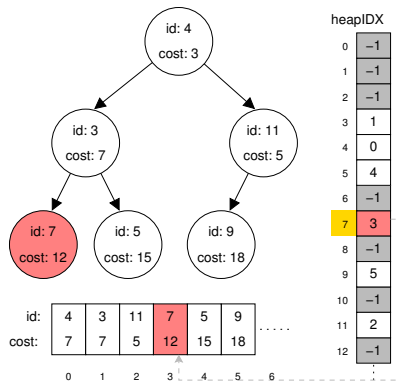 heapIDX
id: 4
cost: 3
id: 3
cost: 7
id: 11
cost: 5
id: 7
cost: 12
id: 5
cost: 15
id: 9
cost: 18
id: 4 3 11 7 5 9
cost: 7 7 5 12 15 18 .....
0 1 2 3 4 5 6
0 −1
1 −1
2 −1
3 1
4 0
5 4
6 −1
7 3
8 −1
9 5
10 −1
11 2
12 −1